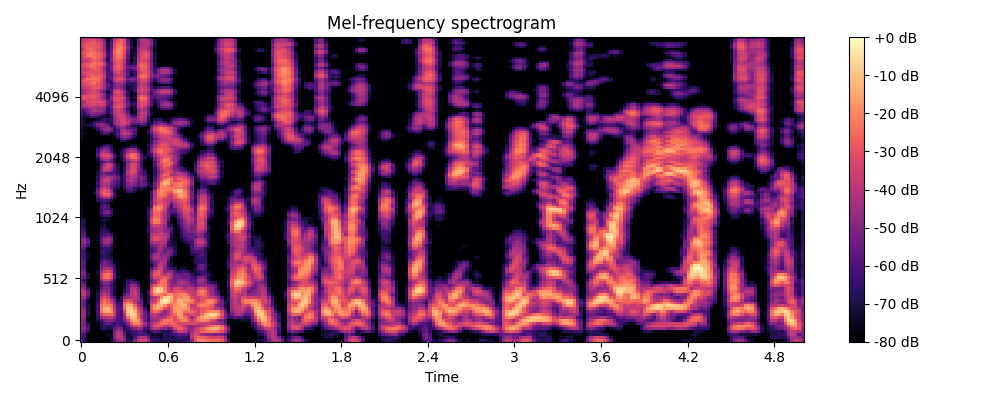 Mel-frequency spectrogram
Hz
4096
2048
1024
512
0
0 0.6 1.2 1.8 2.4 3 3.6 4.2 4.8
Time
+0 dB
-10 dB
-20 dB
-30 dB
-40 dB
-50 dB
-60 dB
-70 dB
-80 dB